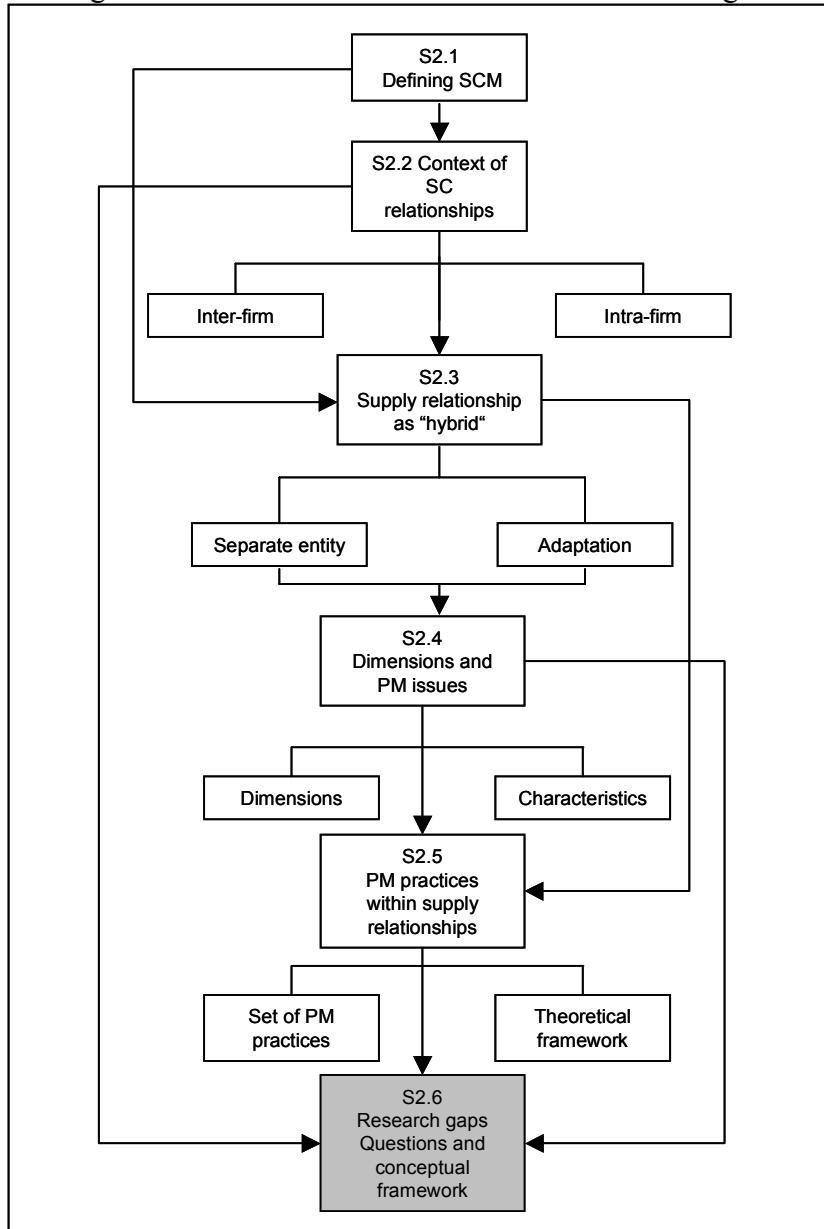 S2.1
Defining SCM
S2.2 Context of
SC
relationships
Inter-firm
Intra-firm
S2.3
Supply relationship
as “hybrid“
Separate entity
Adaptation
S2.4
Dimensions and
PM issues
Dimensions
Characteristics
S2.5
PM practices
within supply
relationships
Set of PM
practices
Theoretical
framework
S2.6
Research gaps
Questions and
conceptual
framework